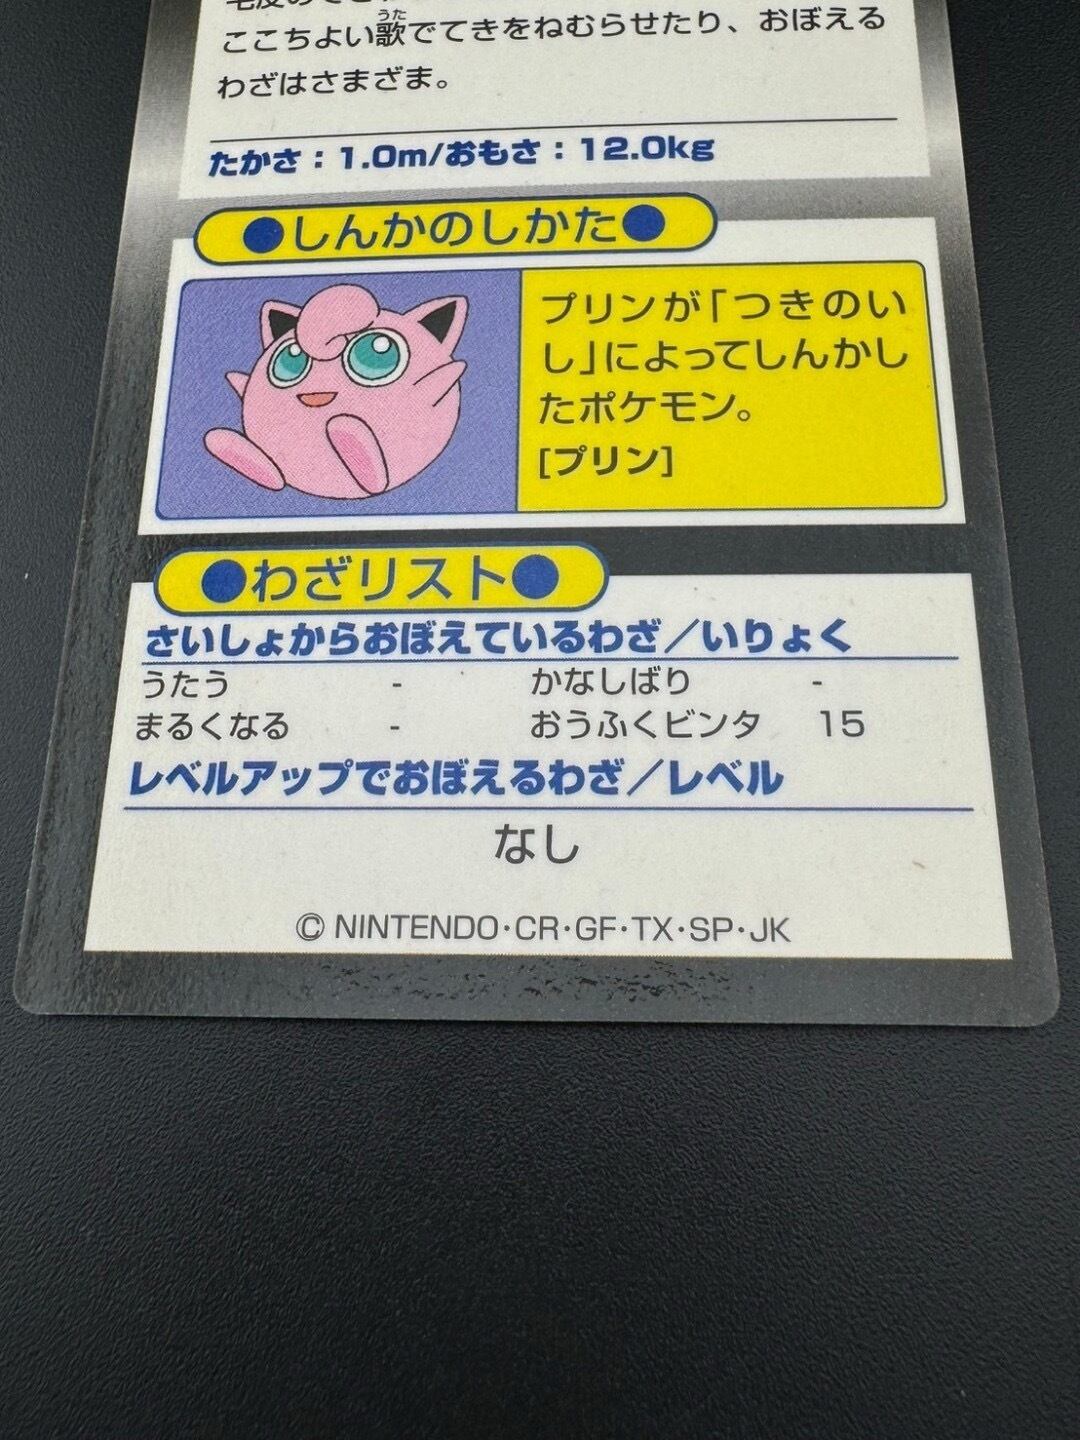 ここちよい歌でてきをねむらせたり、おぼえる
わざはさまざま。
たかさ：1.0m/おもさ：12.0kg
●しんかのしかた●
プリンが「つきのい
し」によってしんかし
たポケモン。
[プリン]
●わざリスト●
さいしょからおぼえているわざ／いりょく
うたう - かなしばり -
まるくなる - おうふくビンタ 15
レベルアップでおぼえるわざ／レベル
なし
© NINTENDO・CR・GF・TX・SP・JK